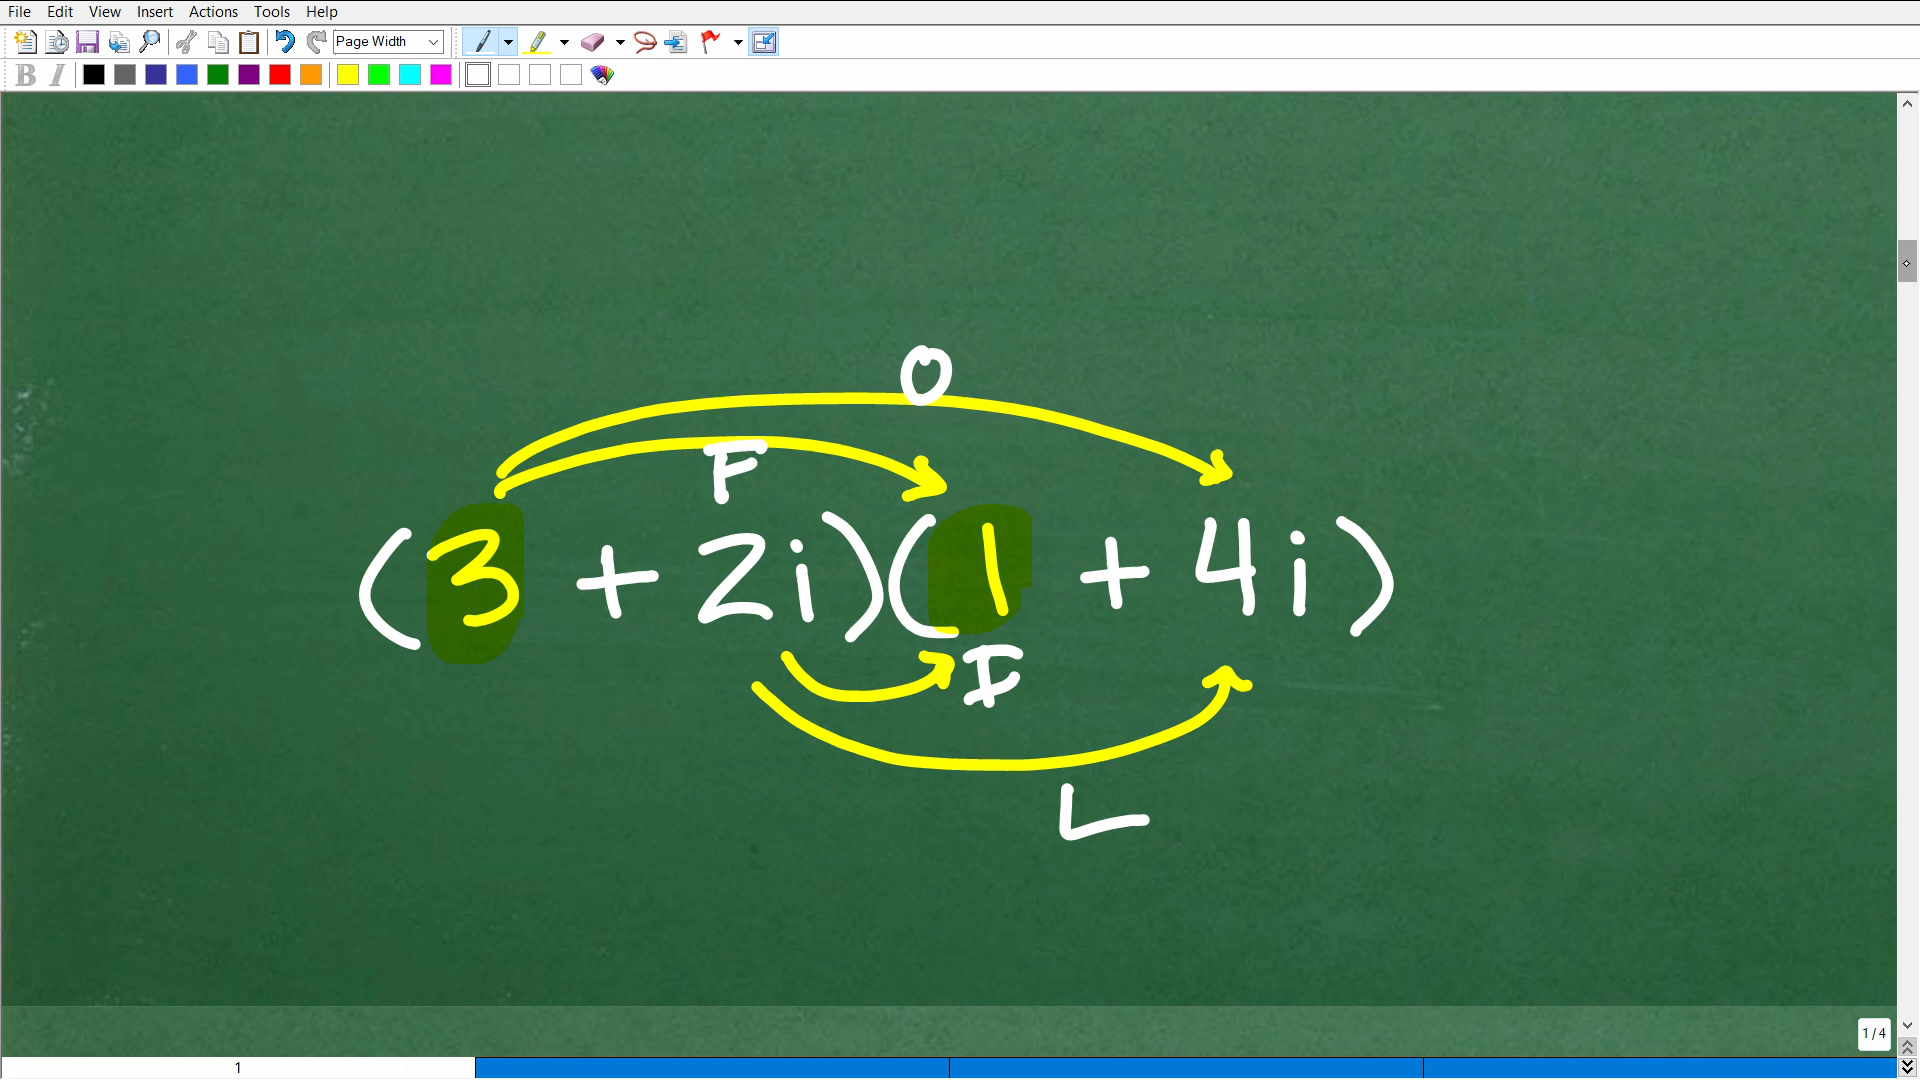 File Edit View Insert Actions Tools Help
Page Width
B I
O
F
(3 + 2i)(1 + 4i)
I
L
1 / 4
1